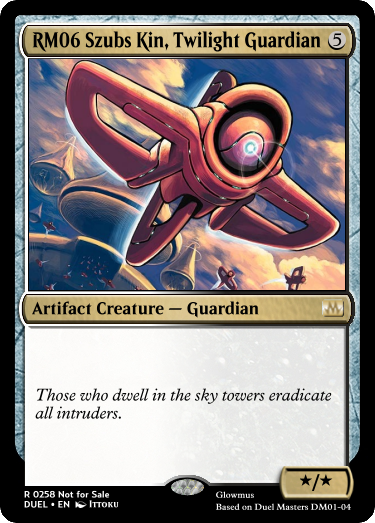 RM06 Szubs Kin, Twilight Guardian 5
Artifact Creature — Guardian
Those who dwell in the sky towers eradicate
all intruders.
★/★
R 0258 Not for Sale
DUEL • EN Ittoku
Glowmus
Based on Duel Masters DM01-04